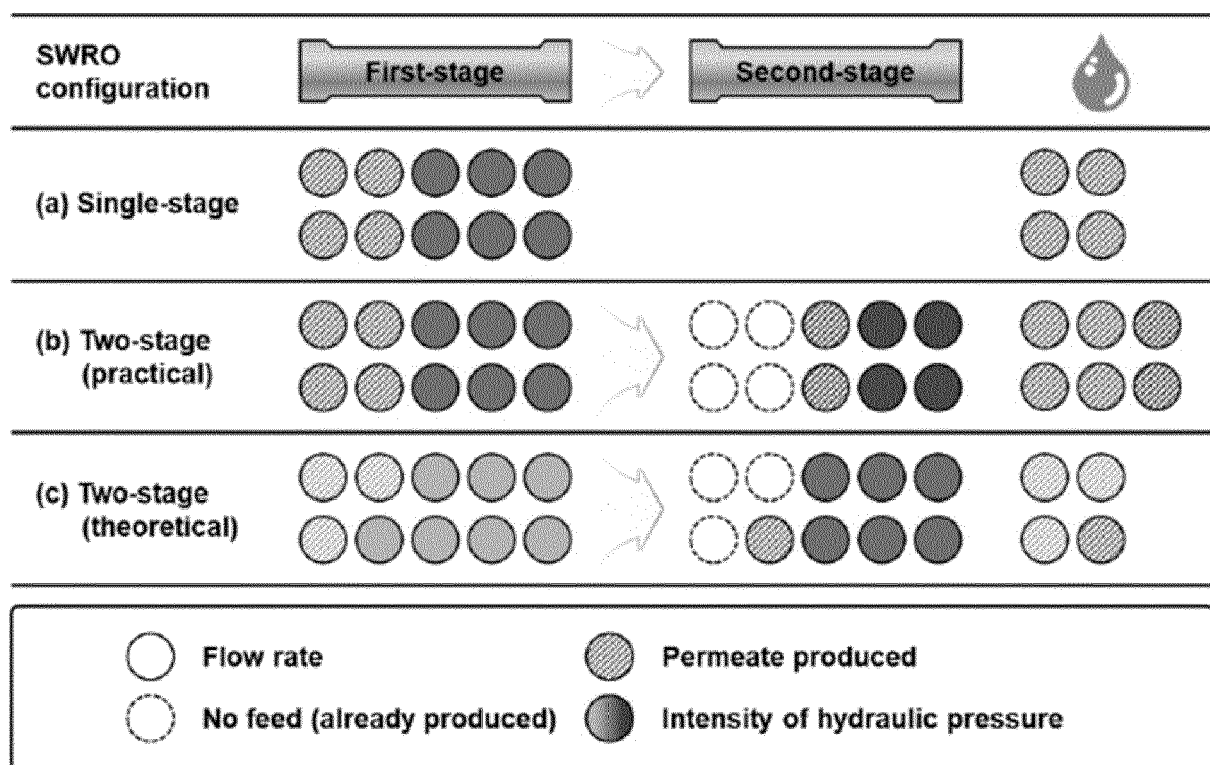 SWRO
configuration
First-stage
Second-stage
(a) Single-stage
(b) Two-stage
(practical)
(c) Two-stage
(theoretical)
Flow rate
Permeate produced
No feed (already produced)
Intensity of hydraulic pressure